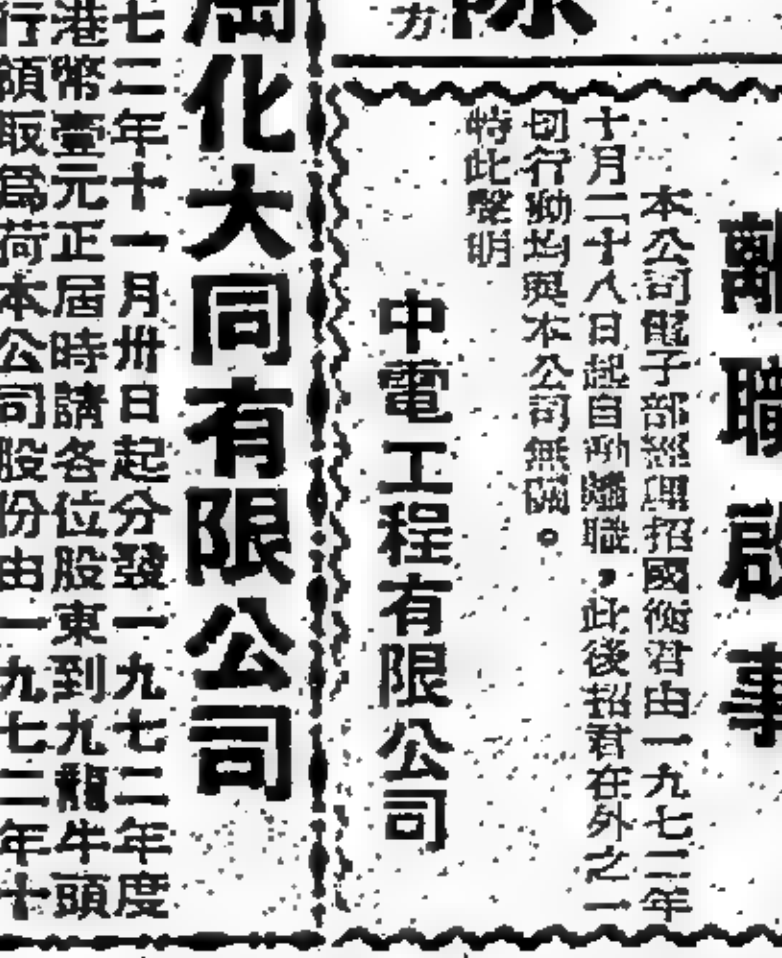 離職啟事
本公司電子部經理招國衡君由一九七二年
十月二十八日起自動離職，此後招君在外之一
切行動均與本公司無關。
特此聲明
中電工程有限公司
化大同有限公司
七二年十一月卅日起分發一九七二年度
港幣壹元正屆時請各位股東到九龍牛頭
行領取為荷本公司股份由一九七二年十